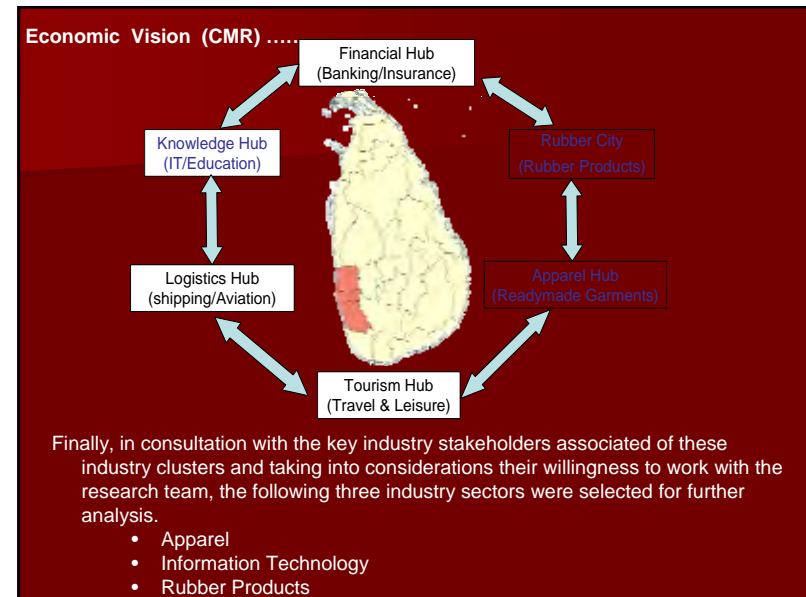 Economic Vision (CMR) …..
Financial Hub
(Banking/Insurance)
Knowledge Hub
(IT/Education)
Rubber City
(Rubber Products)
Logistics Hub
(shipping/Aviation)
Apparel Hub
(Readymade Garments)
Tourism Hub
(Travel & Leisure)
Finally, in consultation with the key industry stakeholders associated of these
industry clusters and taking into considerations their willingness to work with the
research team, the following three industry sectors were selected for further
analysis.
• Apparel
• Information Technology
• Rubber Products